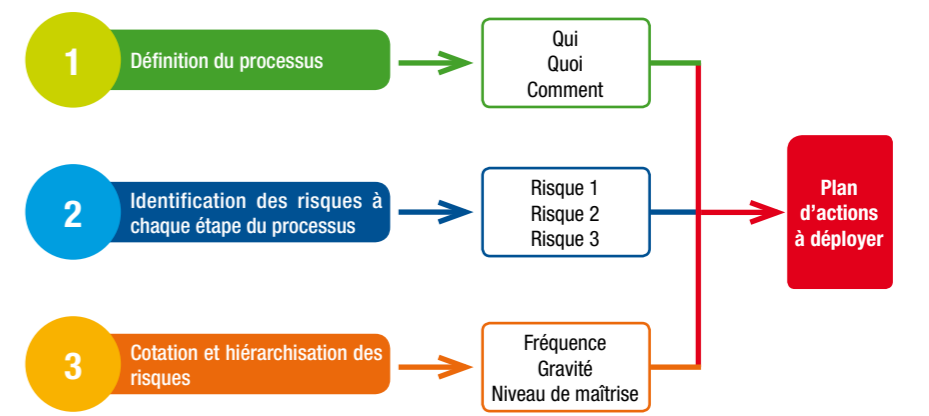 1
Définition du processus
Qui
Quoi
Comment
2
Identification des risques à
chaque étape du processus
Risque 1
Risque 2
Risque 3
Plan
d’actions
à déployer
3
Cotation et hiérarchisation des
risques
Fréquence
Gravité
Niveau de maîtrise